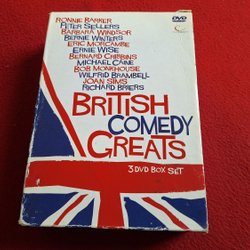 RONNIE BARKER
PETER SELLERS
BARBARA WINDSOR
BERNIE WINTERS
ERIC MORCAMBE
ERNIE WISE
BERNARD CRIBBINS
MICHAEL CAINE
BOB MONKHOUSE
WILFRID BRAMBELL
JOAN SIMS
RICHARD BRIERS
DVD
BRITISH
COMEDY
GREATS
3 DVD BOX SET